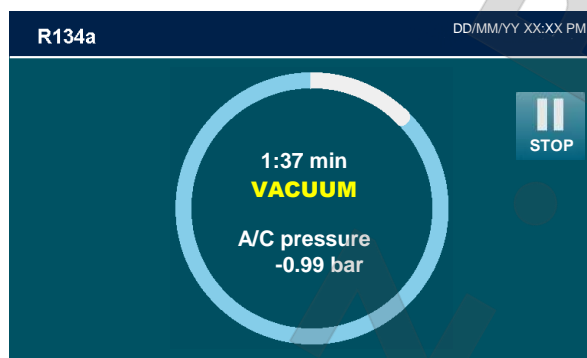 R134a
DD/MM/YY XX:XX PM
STOP
1:37 min
VACUUM
A/C pressure
-0.99 bar